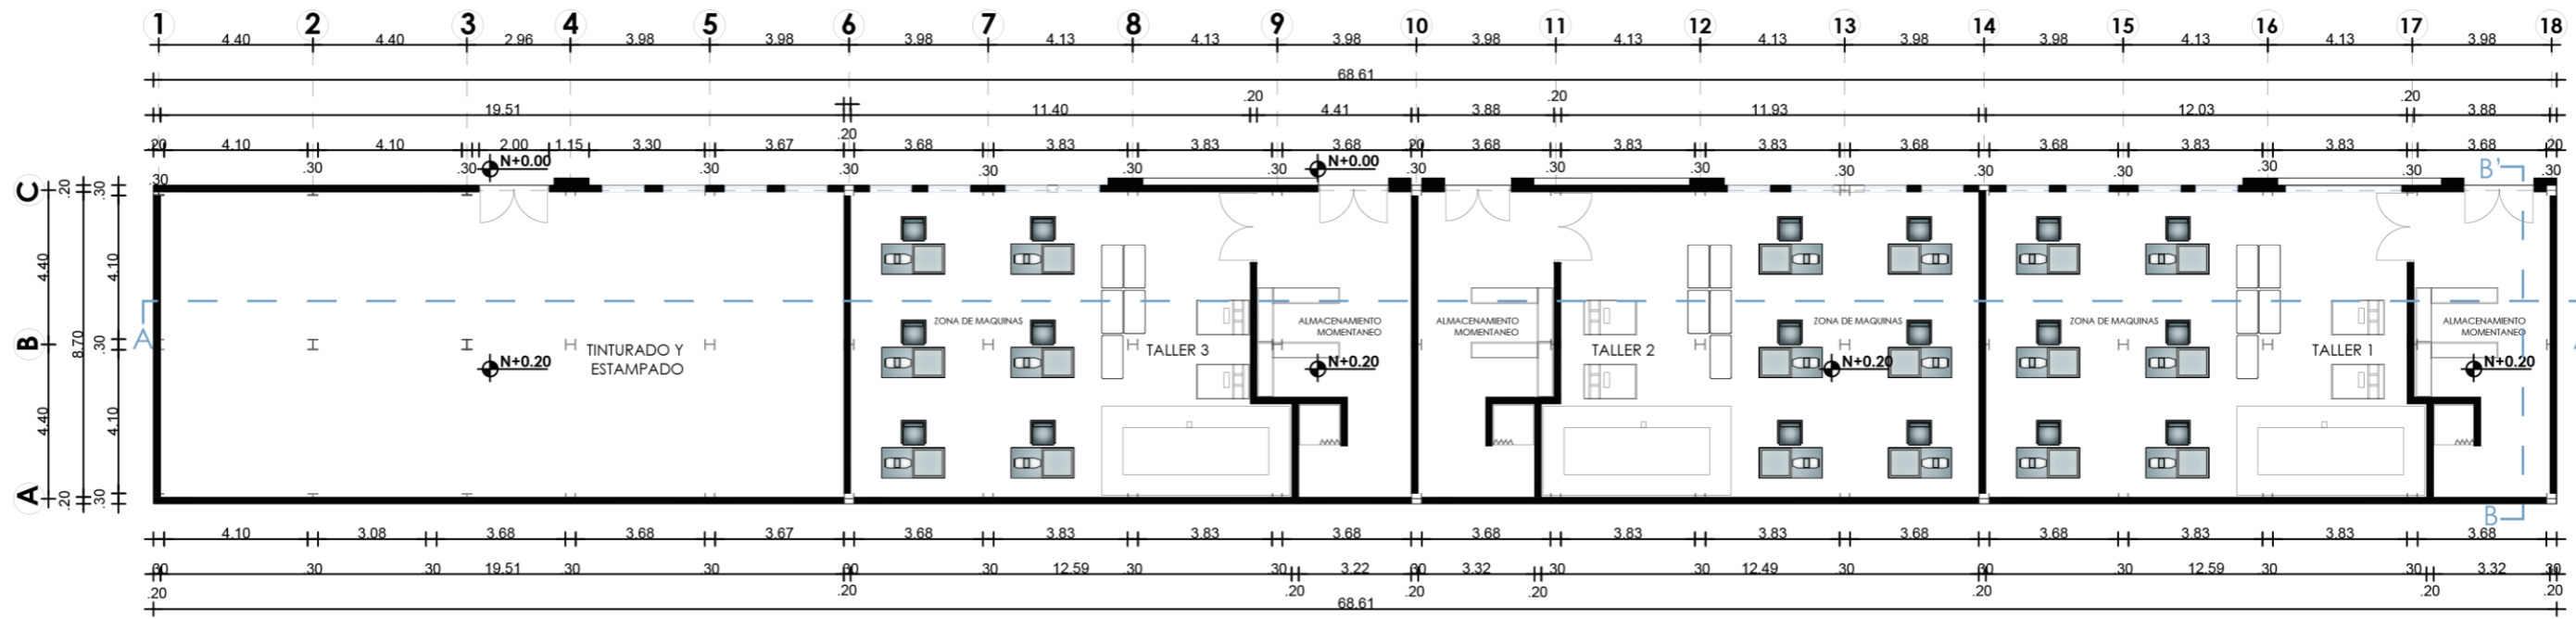 1 2 3 4 5 6 7 8 9 10 11 12 13 14 15 16 17 18
4.40 4.40 2.96 3.98 3.98 3.98 4.13 4.13 3.98 3.98 4.13 4.13 3.98 3.98 4.13 4.13 3.98
68.61
.20 .20 .20
19.51 11.40 4.41 3.88 11.93 12.03 3.88
.20
.20 4.10 4.10 2.00 1.15 3.30 3.67 3.68 3.83 3.83 3.68 .20 3.68 3.83 3.83 3.68 3.68 3.83 3.83 3.68 .20
N+0.00 N+0.00
.30 .30 .30 .30 .30 .30 .30 .30 .30 .30 .30 .30 .30 .30 .30 .30 B'
C .20 .30
4.40 4.10
A
ZONA DE MAQUINAS ALMACENAMIENTO ALMACENAMIENTO ZONA DE MAQUINAS ZONA DE MAQUINAS ALMACENAMIENTO
MOMENTANEO MOMENTANEO MOMENTANEO
B 8.70 .30
TINTURADO Y TALLER 3 TALLER 2 TALLER 1
ESTAMPADO
N+0.20 N+0.20 N+0.20 N+0.20
4.40 4.10
A .20 .30
B
4.10 3.08 3.68 3.68 3.67 3.68 3.83 3.83 3.68 3.68 3.83 3.83 3.68 3.68 3.83 3.83 3.68
.30 .30 .30 19.51 .30 .30 .30 .30 12.59 .30 .30 3.22 .30 3.32 .30 .30 12.49 .30 .30 .30 12.59 .30 .30 3.32 .30
.20 .20 .20 .20 .20 .20 .20 .20
68.61